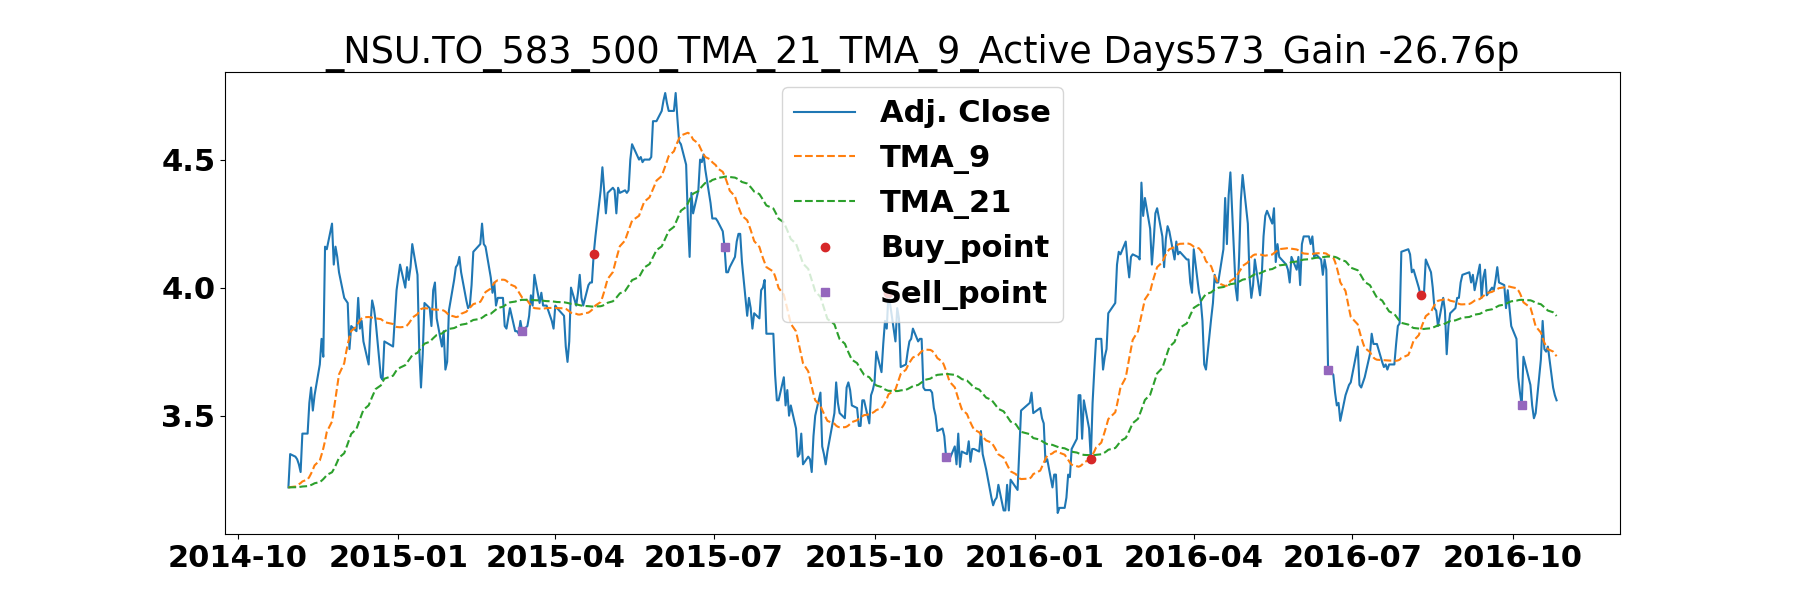 _NSU.TO_583_500_TMA_21_TMA_9_Active Days573_Gain -26.76p
Adj. Close
TMA_9
TMA_21
Buy_point
Sell_point
4.5
4.0
3.5
2014-10 2015-01 2015-04 2015-07 2015-10 2016-01 2016-04 2016-07 2016-10